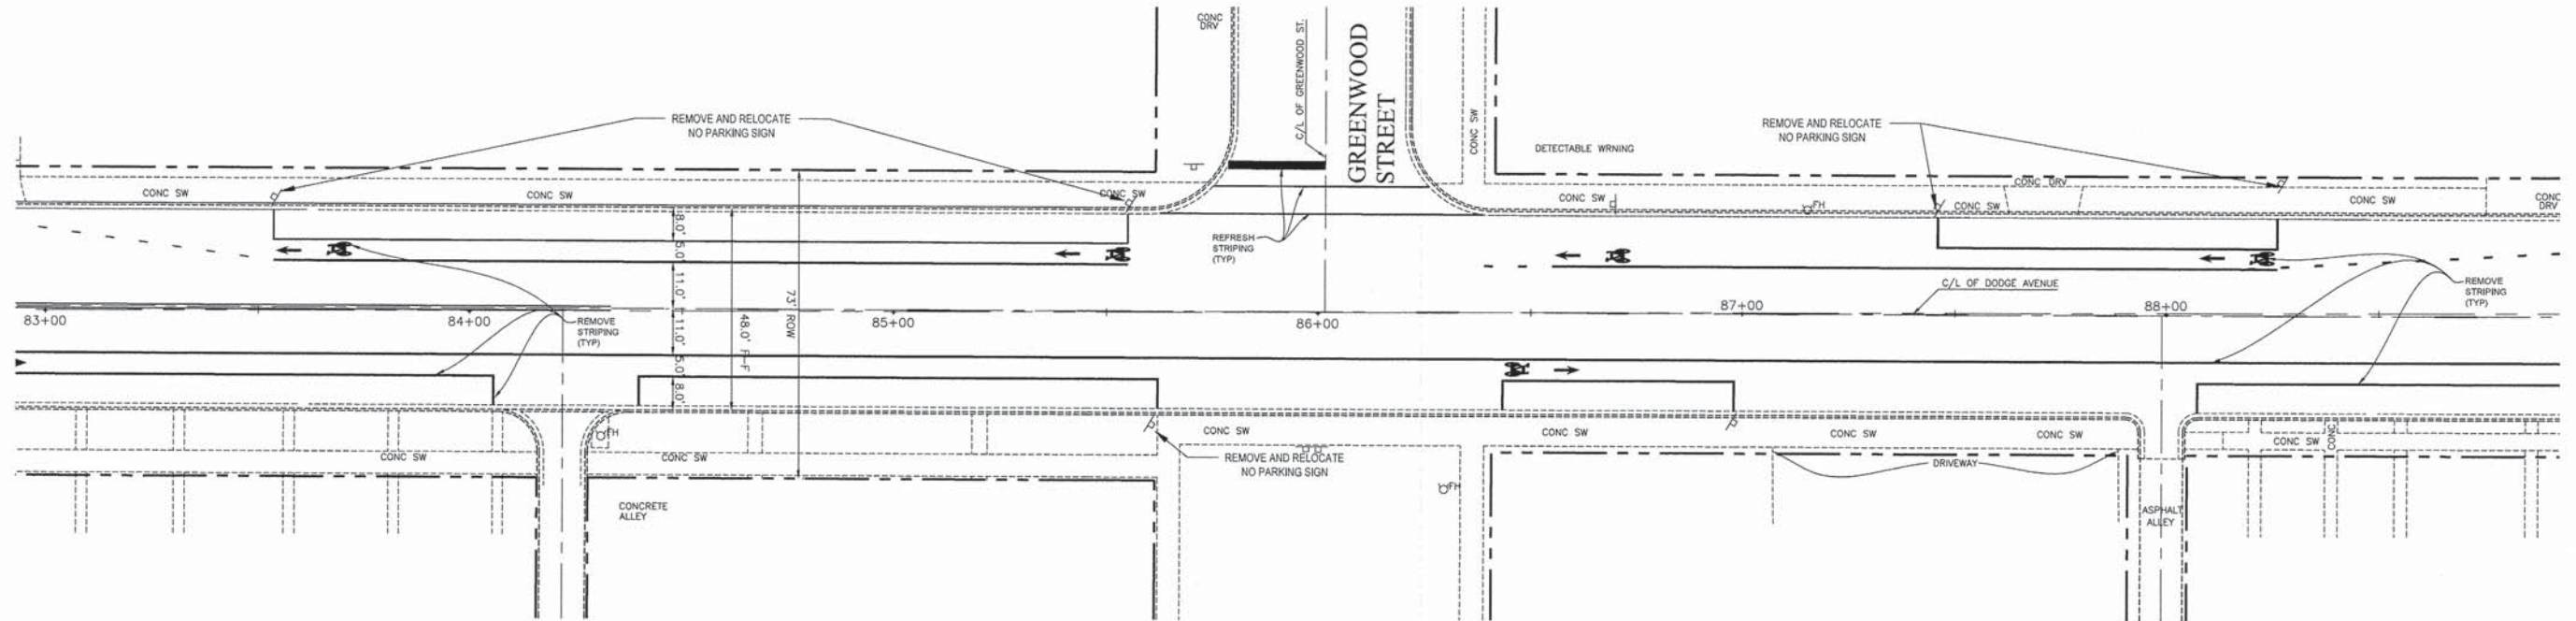 CONC
DRV
C/L OF GREENWOOD ST.
GREENWOOD
STREET
CONC SW
REMOVE AND RELOCATE
NO PARKING SIGN
REMOVE AND RELOCATE
NO PARKING SIGN
DETECTABLE WRNING
CONC SW
CONC SW
CONC SW
CONC SW
FH
CONC SW
CONC DRV
CONC SW
CONC
DRV
8.0'
5.0'
11.0'
11.0'
5.0'
8.0'
48.0' F-F
73' ROW
REFRESH
STRIPING
(TYP)
C/L OF DODGE AVENUE
REMOVE
STRIPING
(TYP)
83+00
84+00
85+00
86+00
87+00
88+00
REMOVE
STRIPING
(TYP)
FH
CONC SW
CONC SW
CONC SW
CONC SW
CONC SW
CONC SW
CONC SW
CONC
REMOVE AND RELOCATE
NO PARKING SIGN
FH
DRIVEWAY
CONCRETE
ALLEY
ASPHALT
ALLEY